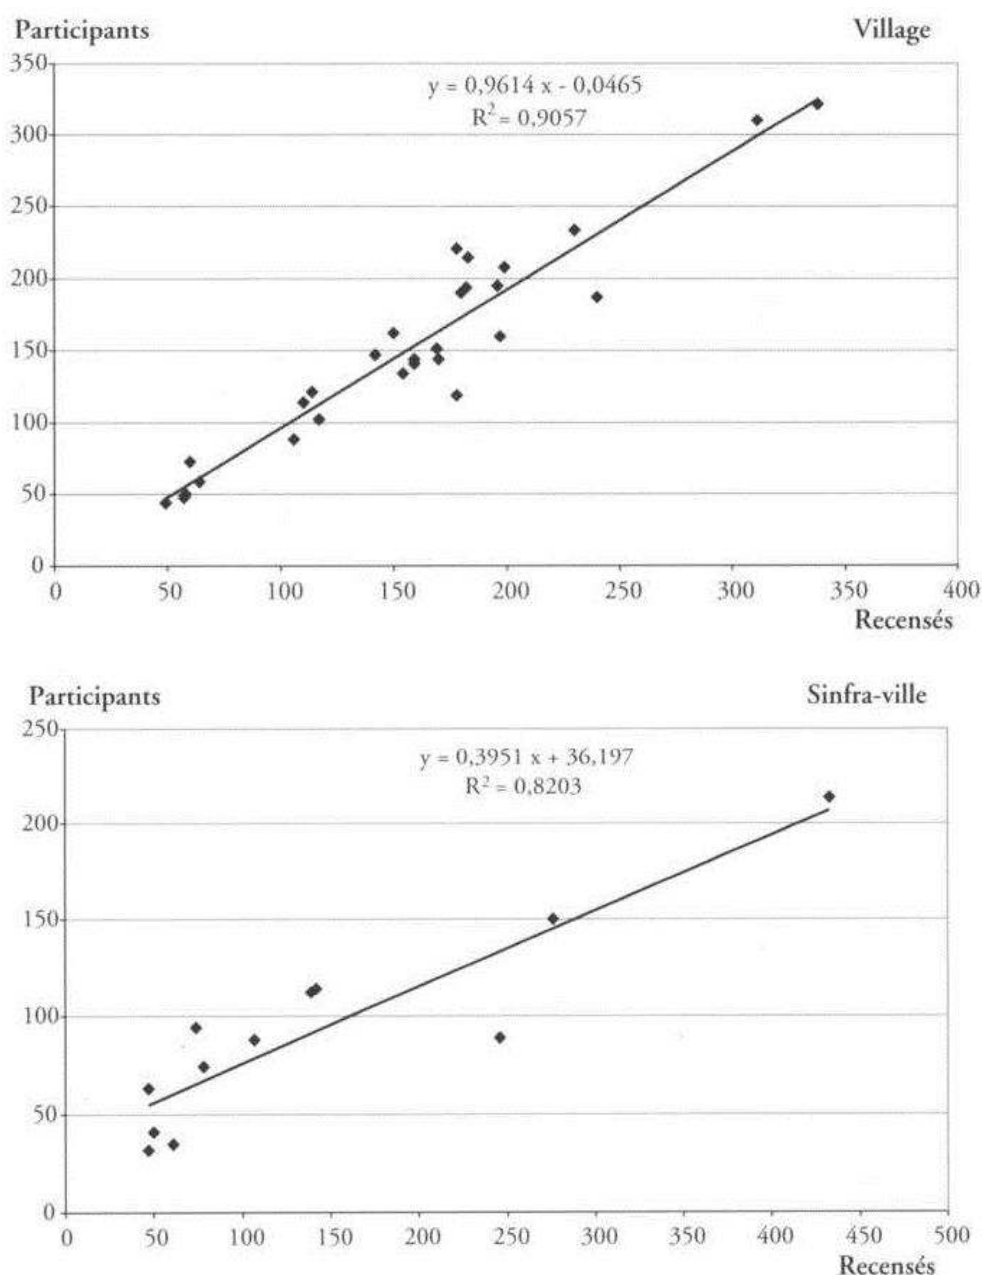 Participants Village
350
y = 0,9614 x - 0,0465
R² = 0,9057
300
250
200
150
100
50
0
0 50 100 150 200 250 300 350 400
Recensés
Participants Sinfra-ville
250
y = 0,3951 x + 36,197
R² = 0,8203
200
150
100
50
0
0 50 100 150 200 250 300 350 400 450 500
Recensés